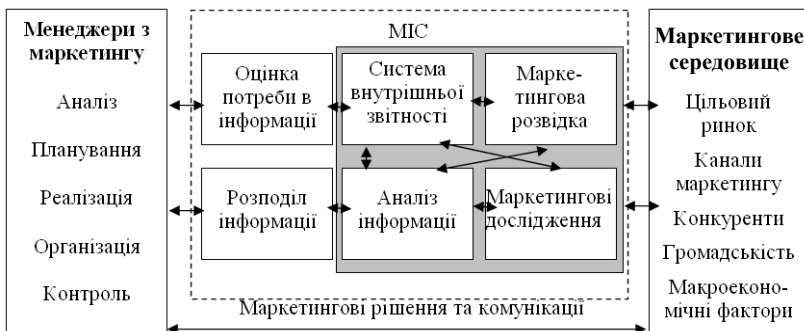 Менеджери з
маркетингу
Аналіз
Планування
Реалізація
Організація
Контроль
МІС
Оцінка
потреби в
інформації
Система
внутрішньої
звітності
Марке-
тингова
розвідка
Розподіл
інформації
Аналіз
інформації
Маркетингові
дослідження
Маркетингові рішення та комунікації
Маркетингове
середовище
Цільовий
ринок
Канали
маркетингу
Конкуренти
Громадськість
Макроеконо-
мічні фактори